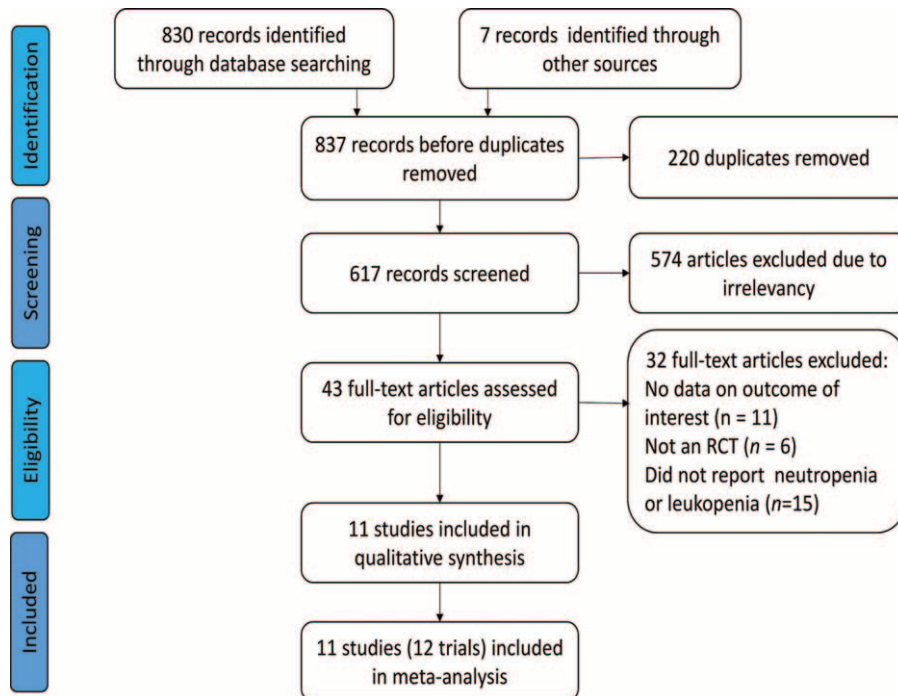 830 records identified
through database searching
7 records identified through
other sources
Identification
837 records before duplicates
removed
220 duplicates removed
Screening
617 records screened
574 articles excluded due to
irrelevancy
Eligibility
43 full-text articles assessed
for eligibility
32 full-text articles excluded:
No data on outcome of
interest (n = 11)
Not an RCT (n = 6)
Did not report neutropenia
or leukopenia (n=15)
11 studies included in
qualitative synthesis
Included
11 studies (12 trials) included
in meta-analysis